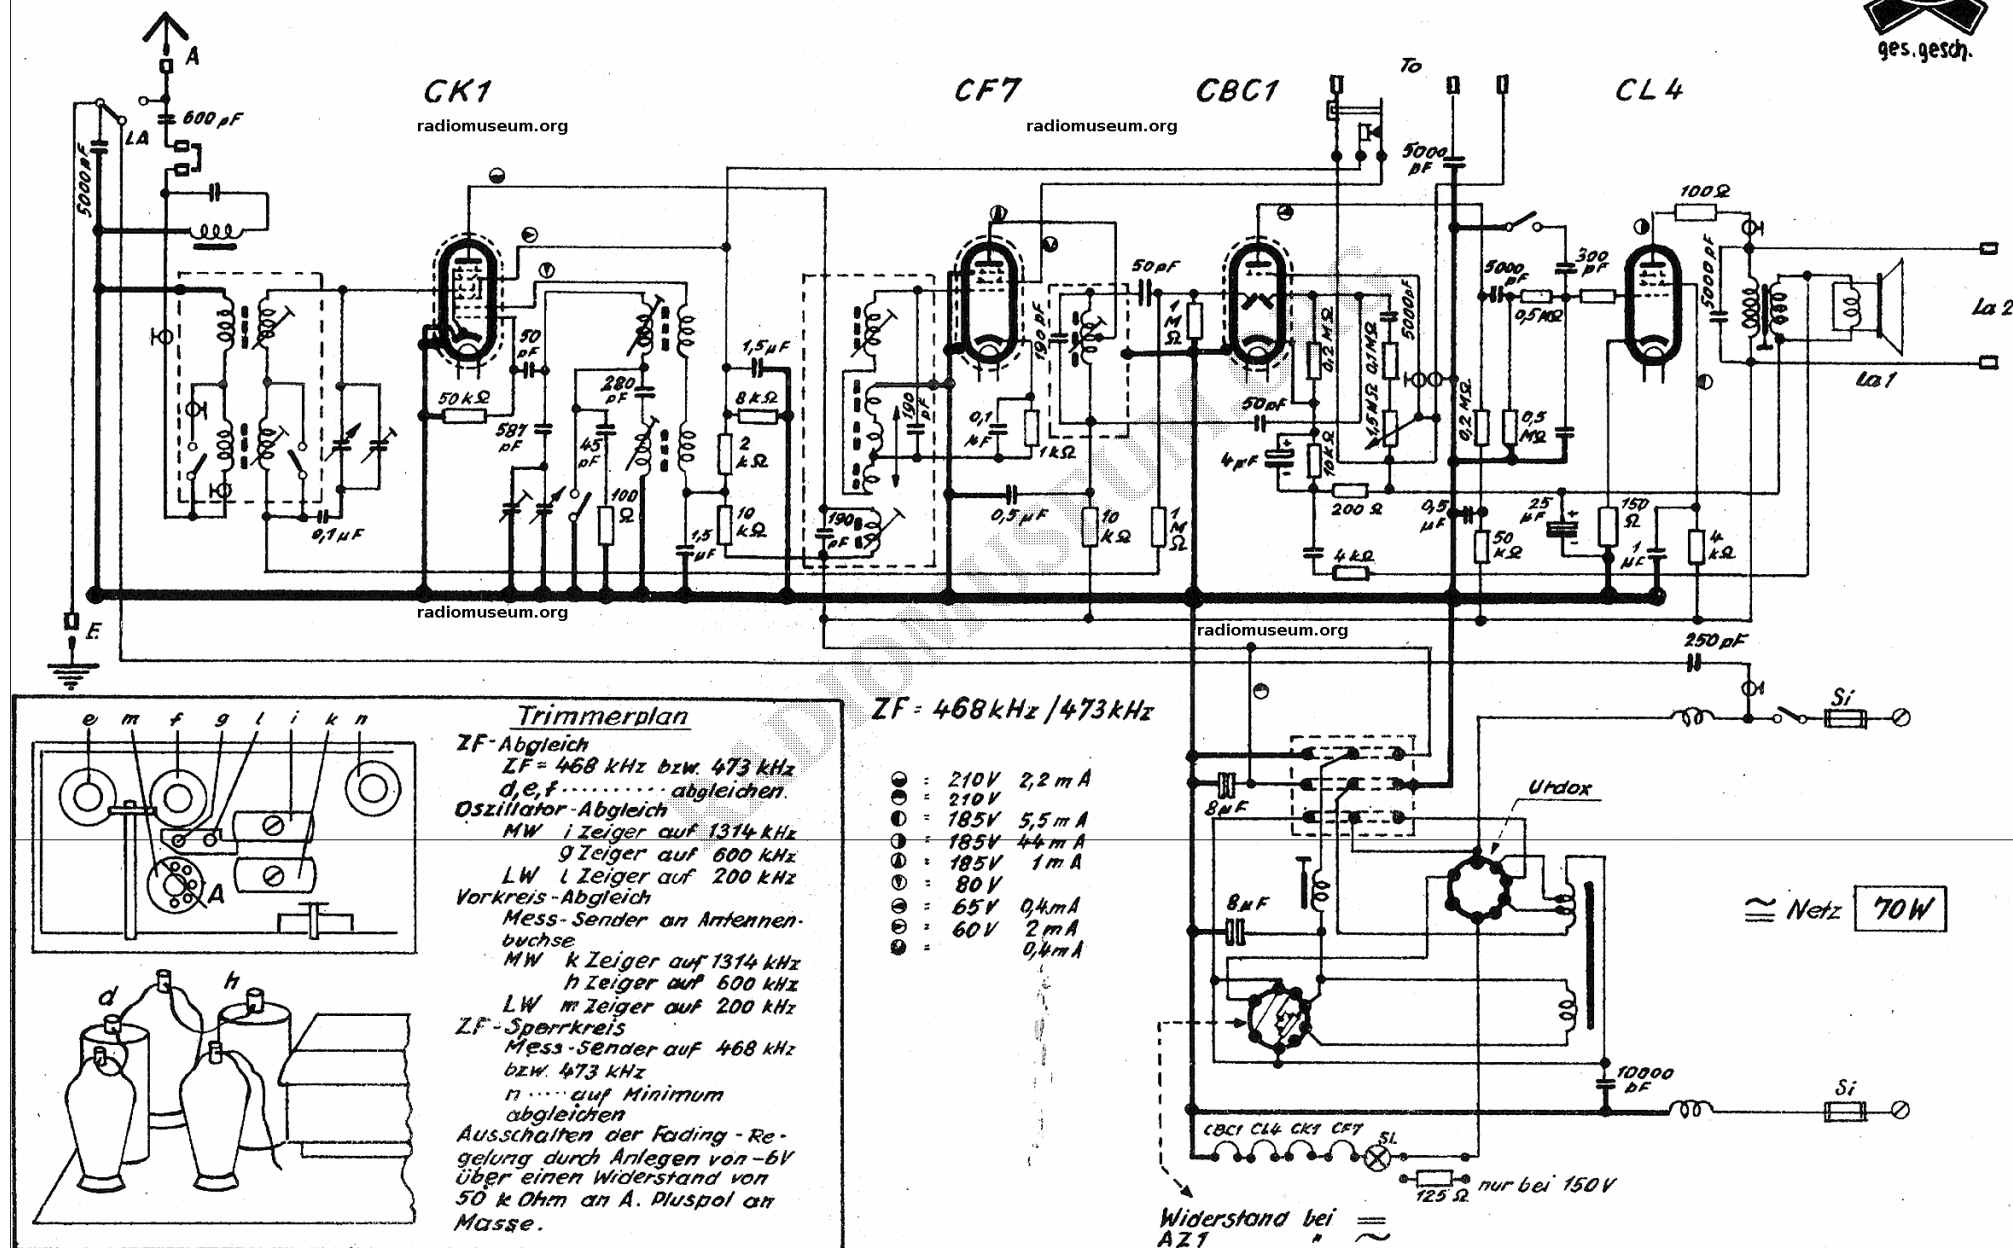 ges. gesch.
A
CK1
CF7
CBC1
To
CL4
radiomuseum.org
radiomuseum.org
600 pF
LA
5000 pF
5000 pF
100 Ω
50 pF
300 pF
5000 pF
5000 pF
5000 pF
La 2
190 pF
1 MΩ
0,5 MΩ
50 pF
1,5 µF
0,2 MΩ
0,1 MΩ
La 1
280 pF
50 kΩ
8 kΩ
190 pF
50 pF
1,5 MΩ
0,2 MΩ
0,5 MΩ
587 pF
45 pF
2 kΩ
0,1 µF
1 kΩ
4 µF
10 kΩ
100 Ω
10 kΩ
190 pF
0,5 µF
200 Ω
0,5 µF
25 µF
150 Ω
0,1 µF
1,5 µF
10 kΩ
1 MΩ
4 kΩ
50 kΩ
1 µF
4 kΩ
radiomuseum.org
radiomuseum.org
RADIOMUSEUM
E
250 pF
e m f g l i k n
Trimmerplan
ZF-Abgleich
ZF = 468 kHz bzw. 473 kHz
d, e, f .......... abgleichen.
Oszillator-Abgleich
MW i Zeiger auf 1314 kHz
g Zeiger auf 600 kHz
LW l Zeiger auf 200 kHz
Vorkreis-Abgleich
Mess-Sender an Antennen-
buchse
MW k Zeiger auf 1314 kHz
h Zeiger auf 600 kHz
LW m Zeiger auf 200 kHz
ZF-Sperrkreis
Mess-Sender auf 468 kHz
bzw. 473 kHz
n ..... auf Minimum
abgleichen
Ausschalten der Fading-Re-
gelung durch Anlegen von -6V
über einen Widerstand von
50 k Ohm an A. Pluspol an
Masse.
A
d
h
ZF = 468 kHz / 473 kHz
= 210 V 2,2 mA
= 210 V
= 185 V 5,5 mA
= 185 V 44 mA
= 185 V 1 mA
= 80 V
= 65 V 0,4 mA
= 60 V 2 mA
= 0,4 mA
Si
8 µF
Urdox
8 µF
Netz 70 W
10000 pF
Si
CBC1 CL4 CK1 CF7 SL
125 Ω nur bei 150 V
Widerstand bei
AZ1 "